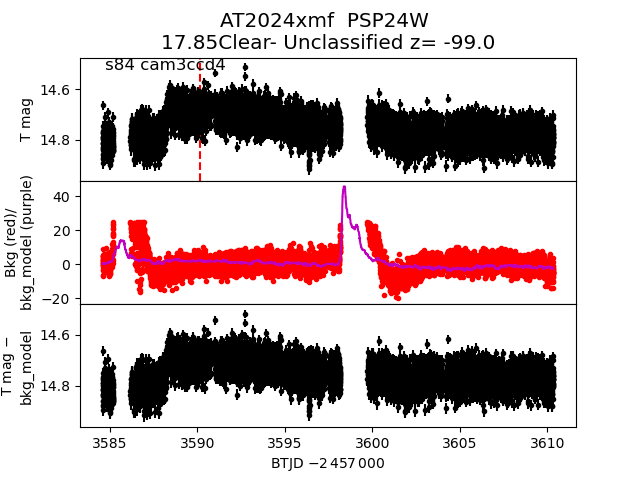 AT2024xmf  PSP24W
17.85Clear- Unclassified z= -99.0
s84 cam3ccd4
T mag
14.6
14.8
Bkg (red)/
bkg_model (purple)
40
20
0
−20
T mag −
bkg_model
14.6
14.8
3585
3590
3595
3600
3605
3610
BTJD −2 457 000